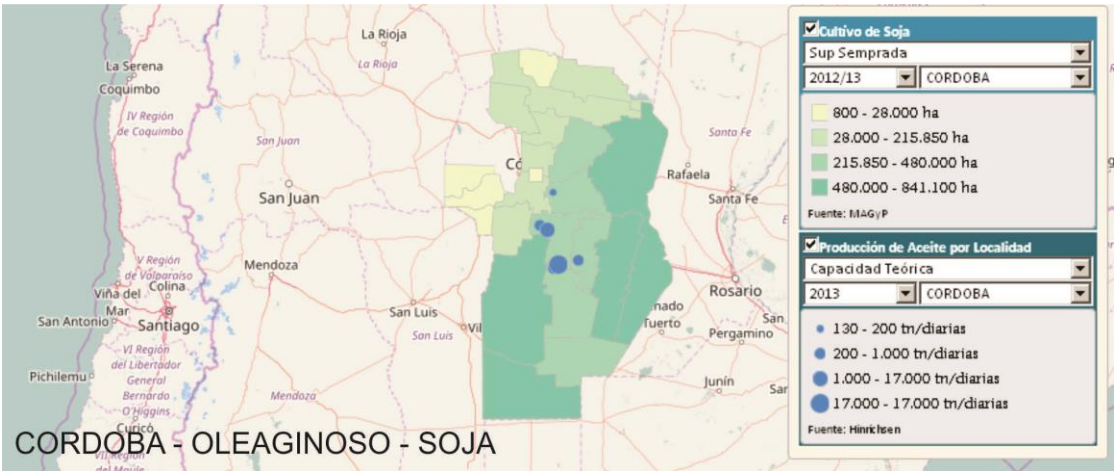 La Rioja
La Rioja
La Serena
Coquimbo
IV Región
de Coquimbo
San Juan
Santa Fe
Có
Rafaela
San Juan
Santa Fe
V Región
de Valparaíso
Mendoza
Viña del
Mar
Colina
San Antonio
Santiago
San Luis
San Luis
Vil
Rosario
nado
Tuerto
San
Pergamino
VI Región
del Libertador
General
Bernardo
O'Higgins
Pichilemu
Mendoza
Junín
Sar
Curicó
VII Región
del Maule
CORDOBA - OLEAGINOSO - SOJA
Cultivo de Soja
Sup Semprada
2012/13 CORDOBA
800 - 28.000 ha
28.000 - 215.850 ha
215.850 - 480.000 ha
480.000 - 841.100 ha
Fuente: MAGyP
Producción de Aceite por Localidad
Capacidad Teórica
2013 CORDOBA
130 - 200 tn/diarias
200 - 1.000 tn/diarias
1.000 - 17.000 tn/diarias
17.000 - 17.000 tn/diarias
Fuente: Hinrichsen